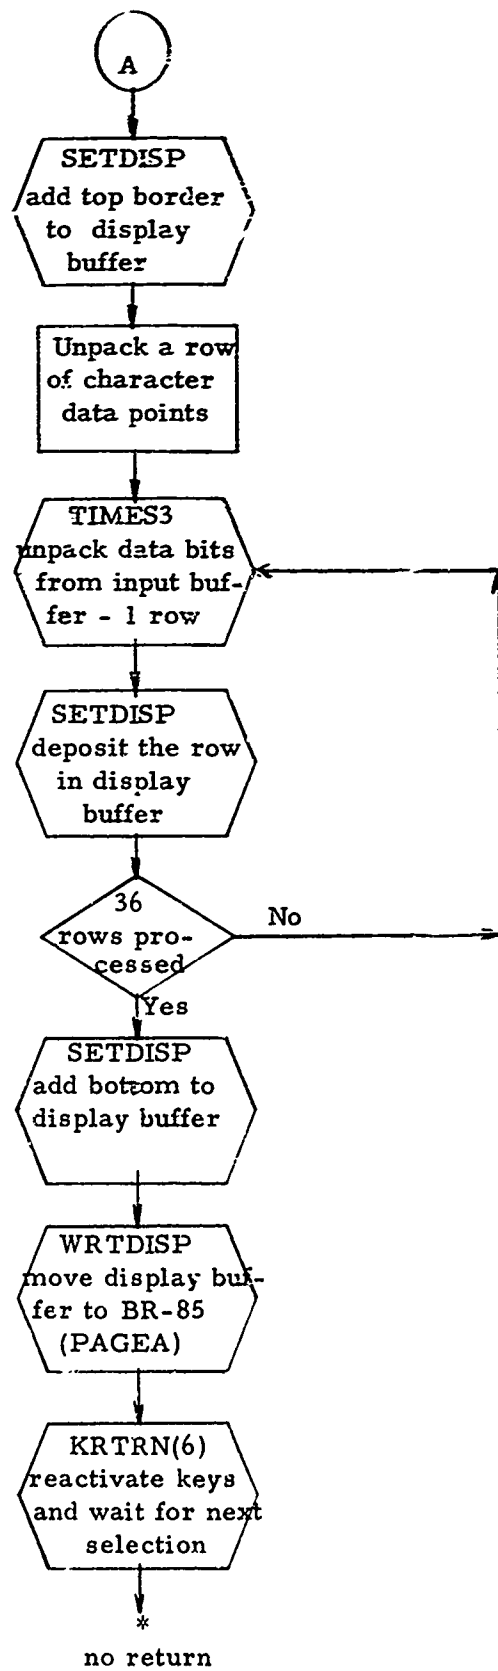 A
SETDISP
add top border
to display
buffer
Unpack a row
of character
data points
TIMES3
unpack data bits
from input buf-
fer - 1 row
SETDISP
deposit the row
in display
buffer
36
rows pro-
cessed
No
Yes
SETDISP
add bottom to
display buffer
WRTDISP
move display buf-
fer to BR-85
(PAGEA)
KRTRN(6)
reactivate keys
and wait for next
selection
*
no return